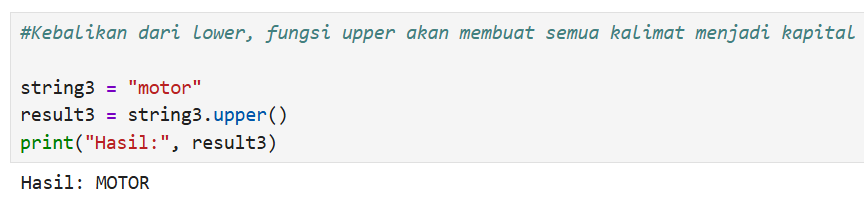 #Kebalikan dari lower, fungsi upper akan membuat semua kalimat menjadi kapital
string3 = "motor"
result3 = string3.upper()
print("Hasil:", result3)
Hasil: MOTOR